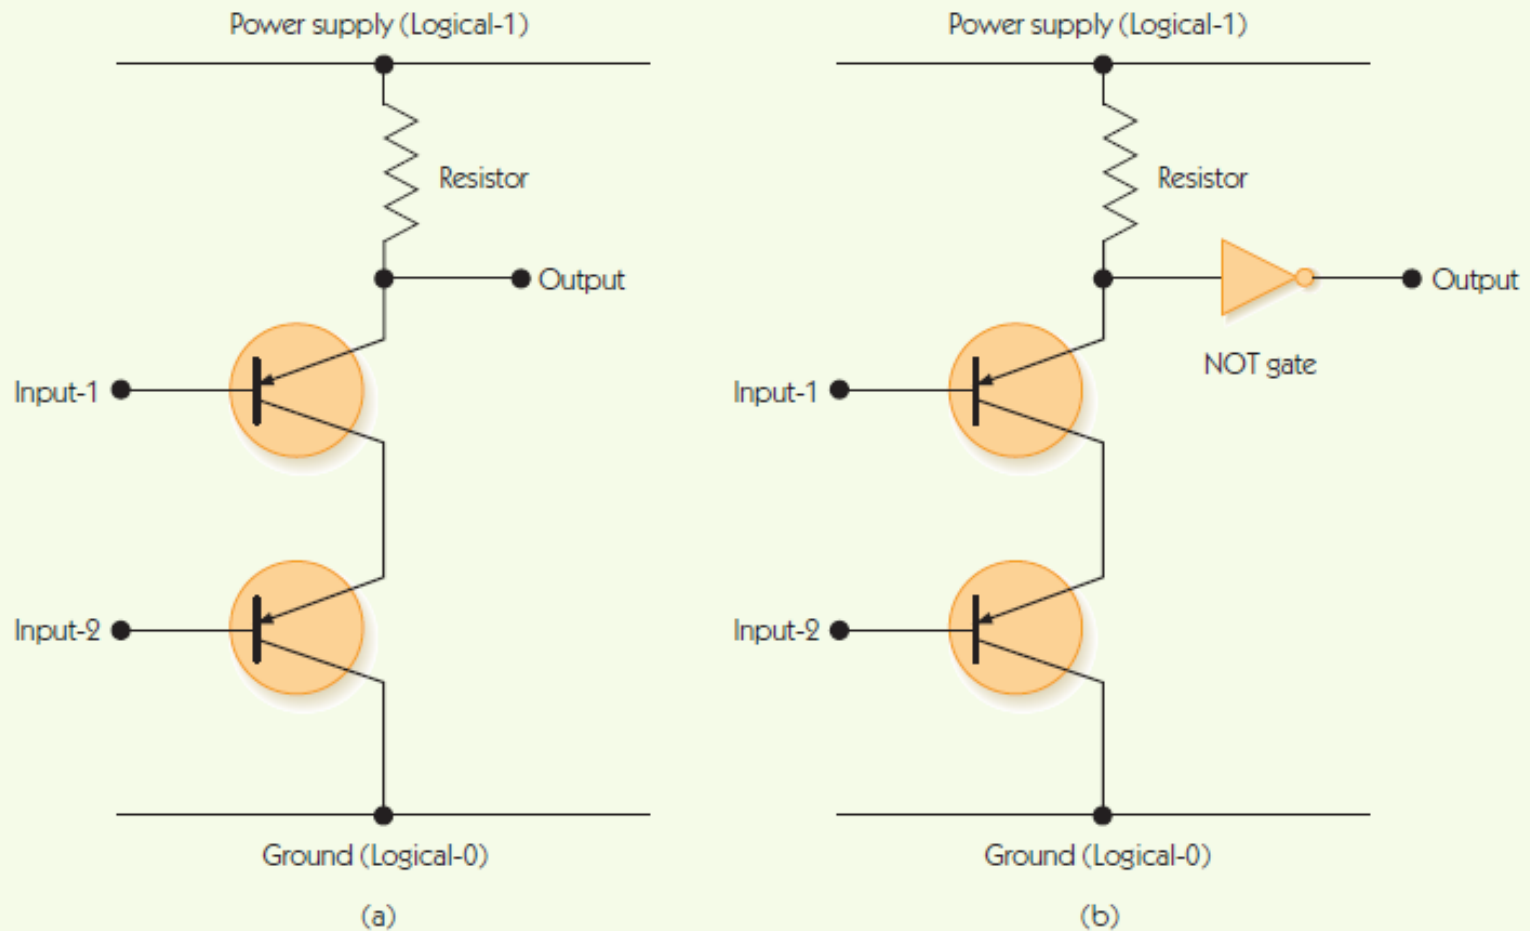 Power supply (Logical-1)
Resistor
Output
Input-1
Input-2
Ground (Logical-0)
(a)
Power supply (Logical-1)
Resistor
Output
NOT gate
Input-1
Input-2
Ground (Logical-0)
(b)